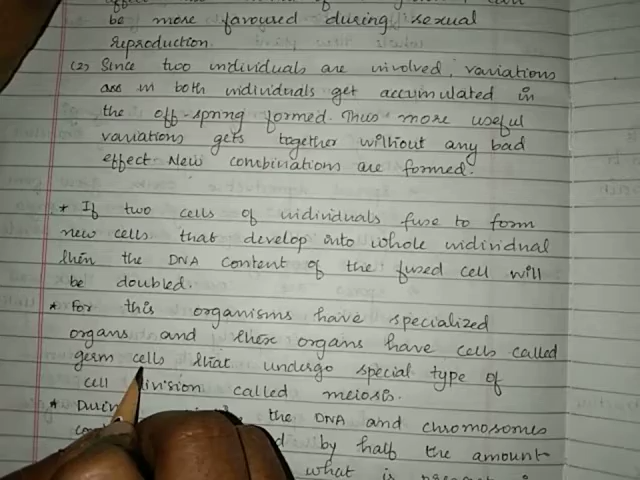 be more favoured during sexual
reproduction.
(2) Since two individuals are involved, variations
are in both individuals get accumulated in
the off-spring formed. Thus more useful
variations gets together without any bad
effect New combinations are formed.
* If two cells of individuals fuse to form
new cells that develop into whole individual
then the DNA content of the fused cell will
be doubled.
* For this organisms have specialized
organs and these organs have cells called
germ cells that undergo special type of
cell division called meiosis.
* the DNA and chromosomes
by half the amount
what is